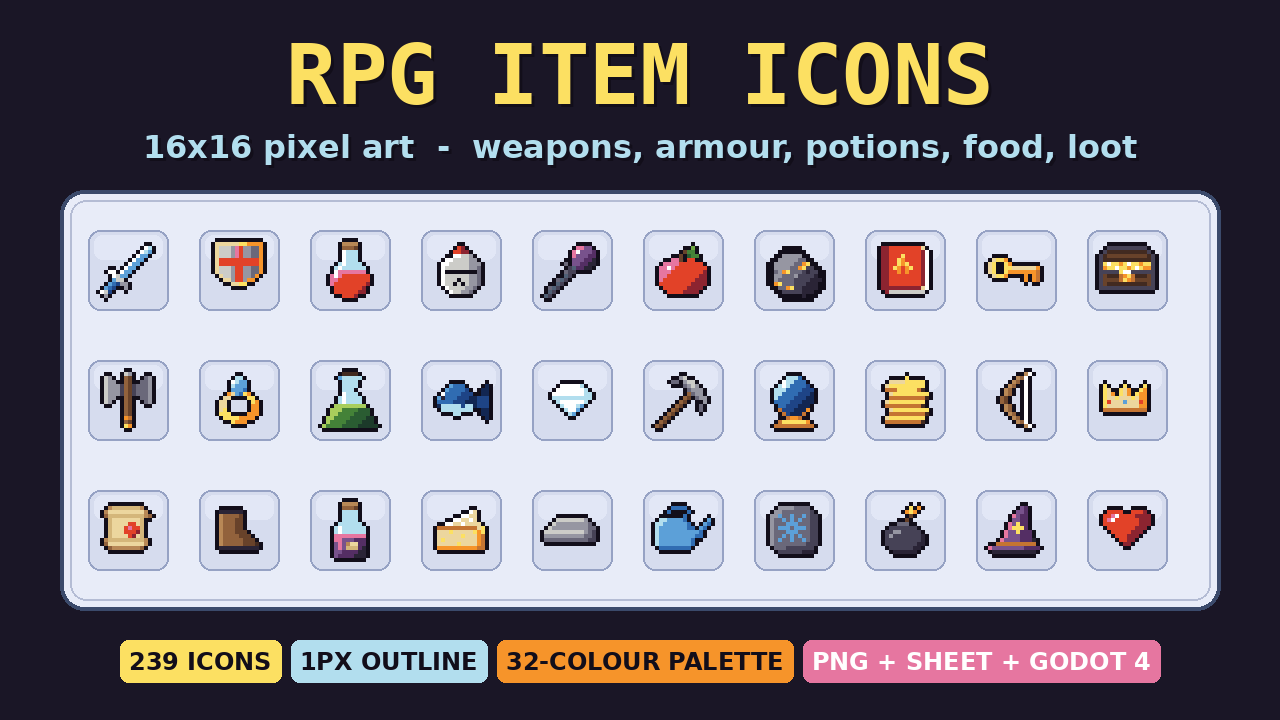 RPG ITEM ICONS
16x16 pixel art - weapons, armour, potions, food, loot
239 ICONS
1PX OUTLINE
32-COLOUR PALETTE
PNG + SHEET + GODOT 4